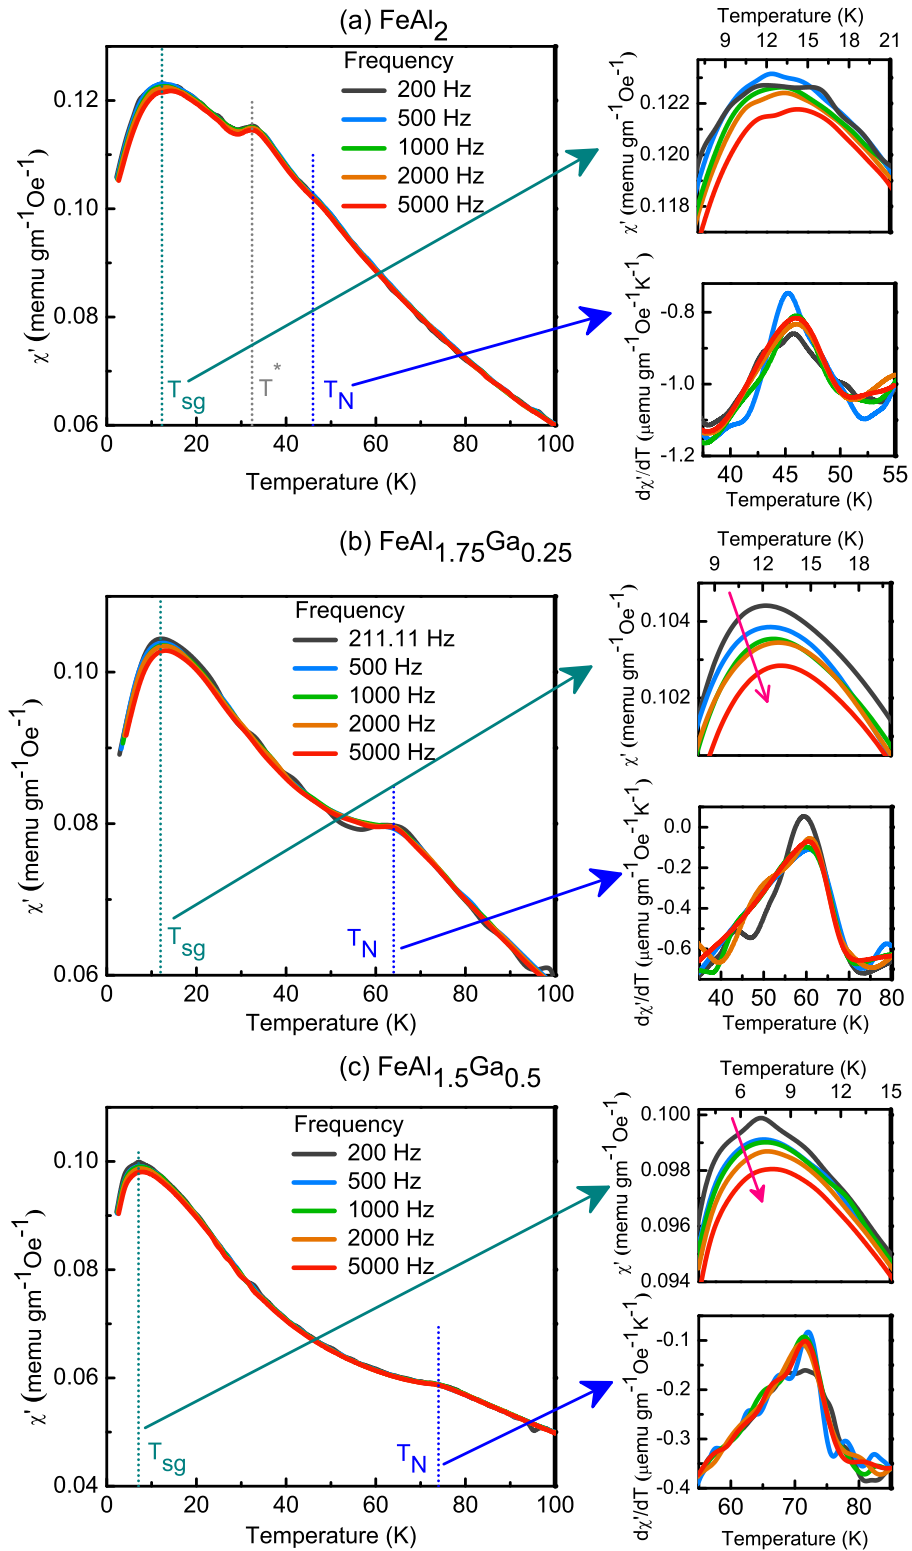 (a) FeAl2
Frequency
200 Hz
500 Hz
1000 Hz
2000 Hz
5000 Hz
0.12
0.10
0.08
0.06
χ' (memu gm-1Oe-1)
Tsg
T*
TN
0 20 40 60 80 100
Temperature (K)
Temperature (K)
9 12 15 18 21
0.122
0.120
0.118
χ' (memu gm-1Oe-1)
-0.8
-1.0
-1.2
dχ'/dT (μemu gm-1Oe-1K-1)
40 45 50 55
Temperature (K)
(b) FeAl1.75Ga0.25
Frequency
211.11 Hz
500 Hz
1000 Hz
2000 Hz
5000 Hz
0.10
0.08
0.06
χ' (memu gm-1Oe-1)
Tsg
TN
0 20 40 60 80 100
Temperature (K)
Temperature (K)
9 12 15 18
0.104
0.102
χ' (memu gm-1Oe-1)
0.0
-0.2
-0.4
-0.6
dχ'/dT (μemu gm-1Oe-1K-1)
40 50 60 70 80
Temperature (K)
(c) FeAl1.5Ga0.5
Frequency
200 Hz
500 Hz
1000 Hz
2000 Hz
5000 Hz
0.10
0.08
0.06
0.04
χ' (memu gm-1Oe-1)
Tsg
TN
0 20 40 60 80 100
Temperature (K)
Temperature (K)
6 9 12 15
0.100
0.098
0.096
0.094
χ' (memu gm-1Oe-1)
-0.1
-0.2
-0.3
-0.4
dχ'/dT (μemu gm-1Oe-1K-1)
60 70 80
Temperature (K)